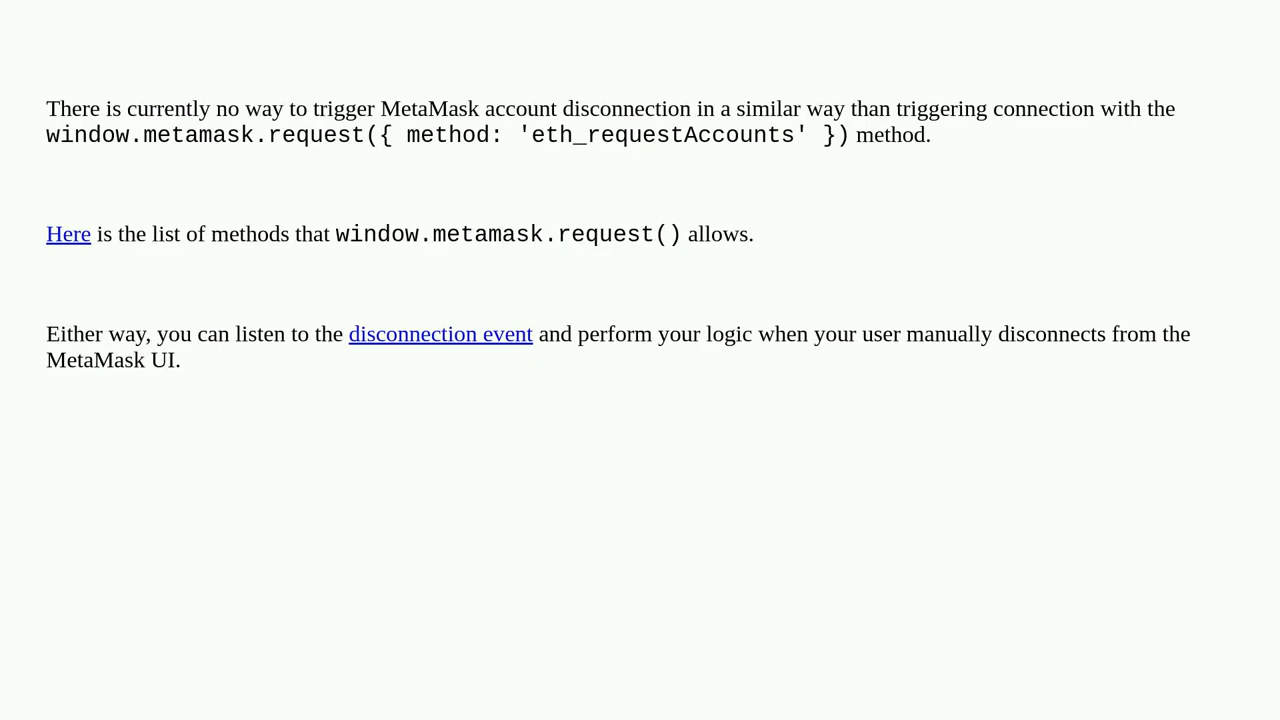 There is currently no way to trigger MetaMask account disconnection in a similar way than triggering connection with the
window.metamask.request({ method: 'eth_requestAccounts' }) method.
Here is the list of methods that window.metamask.request() allows.
Either way, you can listen to the disconnection event and perform your logic when your user manually disconnects from the
MetaMask UI.